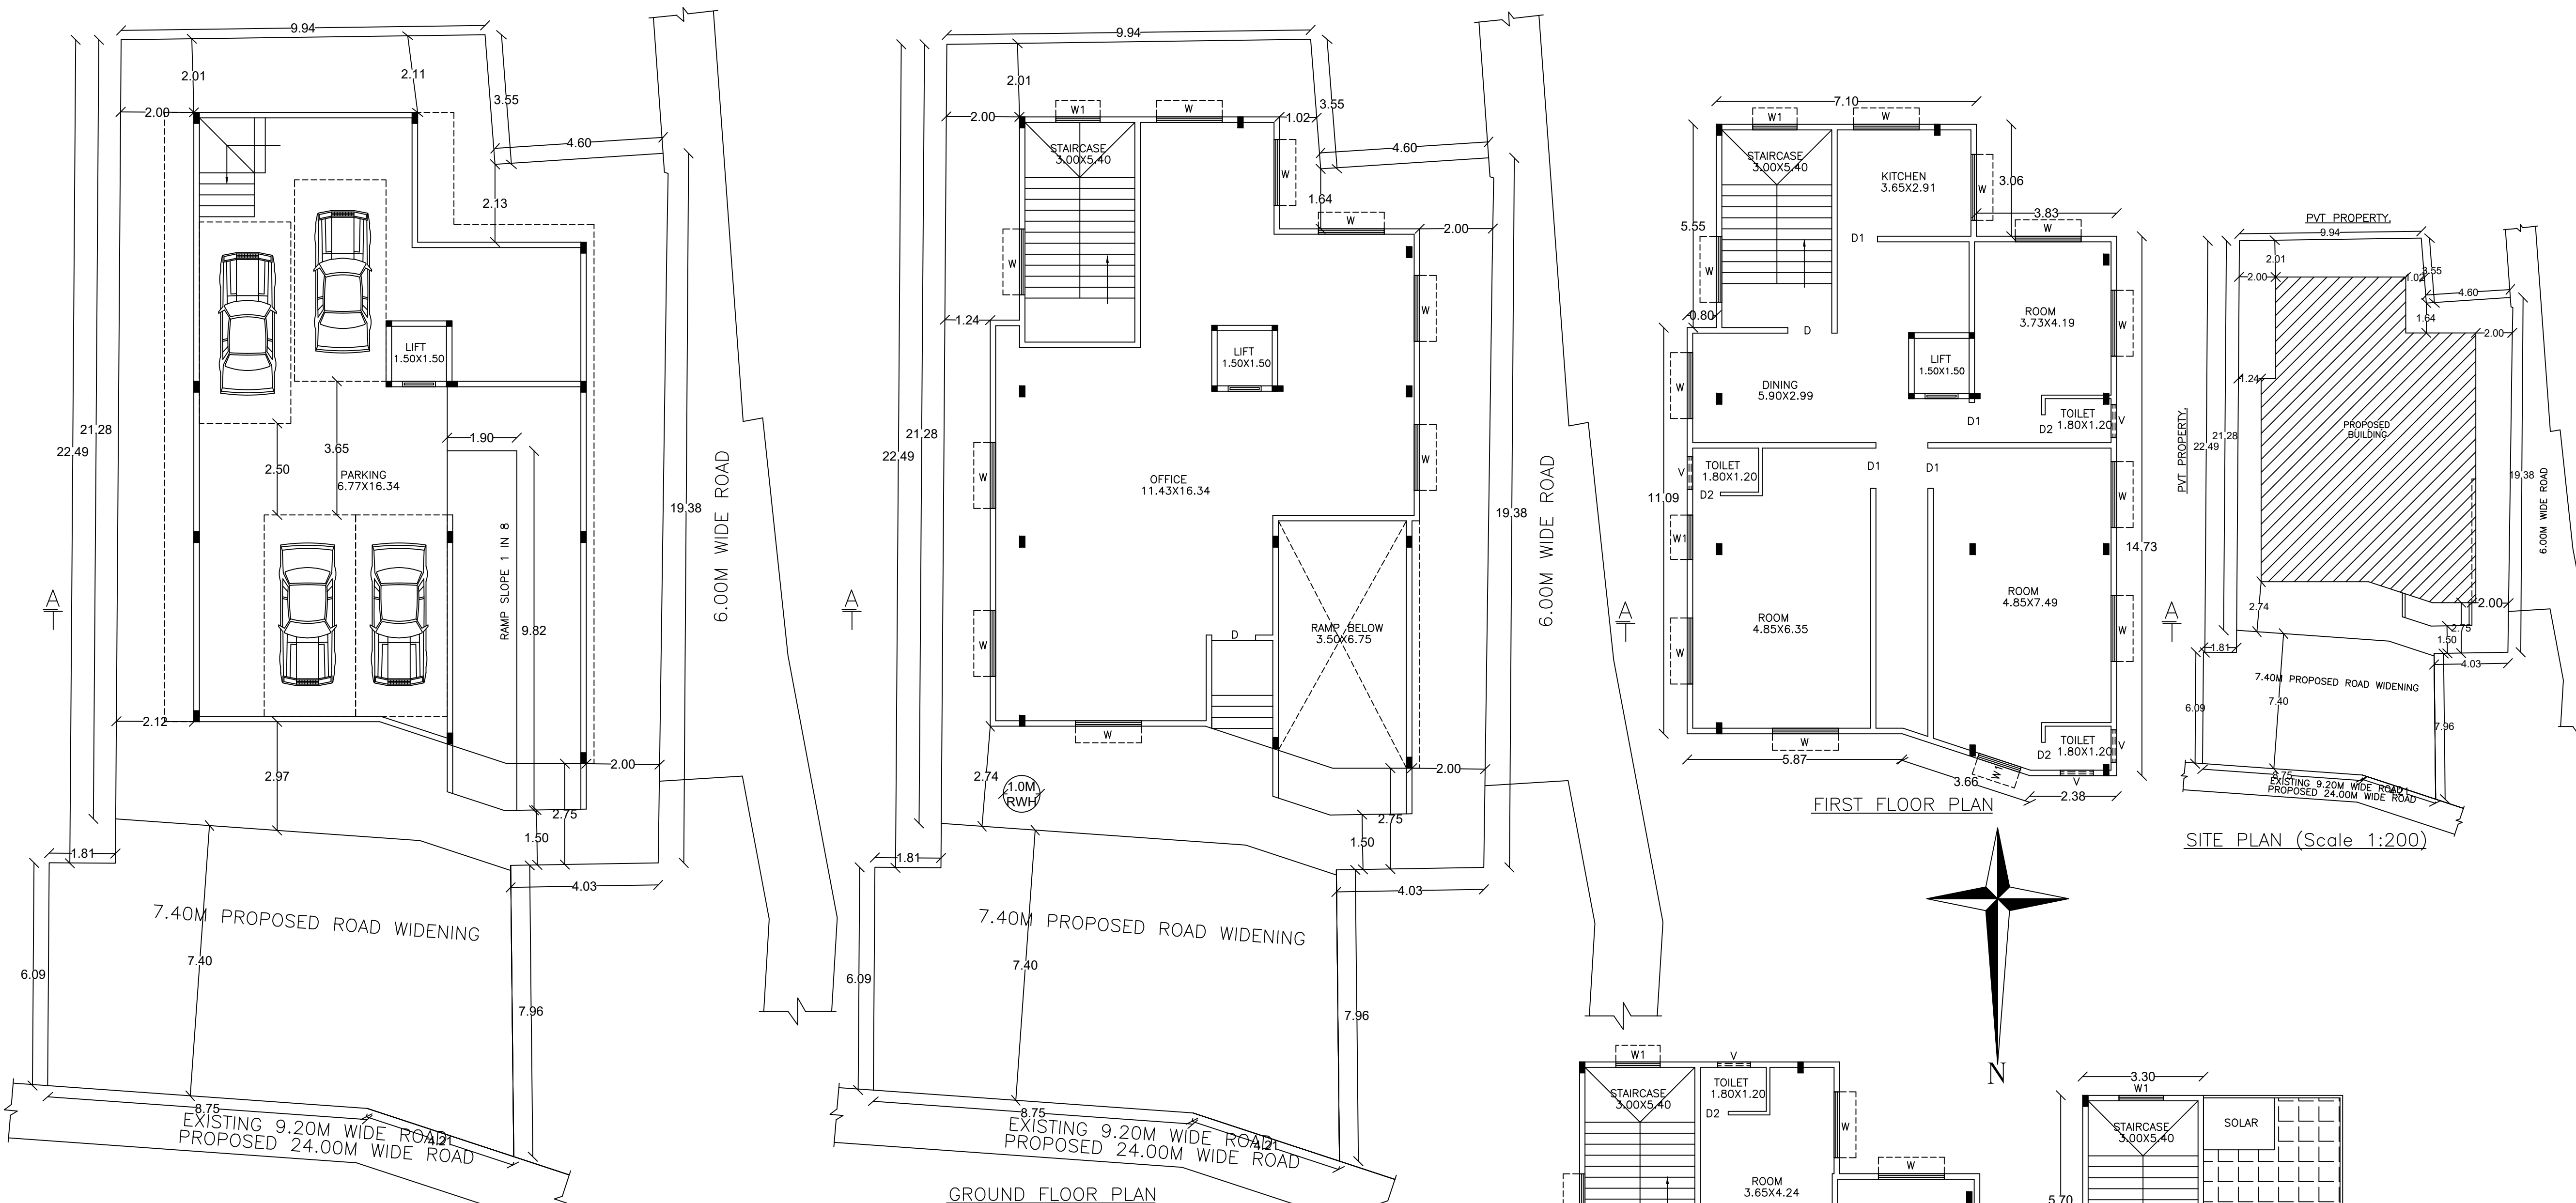 9.94
2.01
2.11
3.55
2.00
4.60
2.13
LIFT
1.50X1.50
22.49
21.28
1.90
2.50
3.65
PARKING
6.77X16.34
6.00M WIDE ROAD
19.38
RAMP SLOPE 1 IN 8
9.82
A
2.12
2.00
2.97
2.75
1.50
1.81
4.03
7.40M PROPOSED ROAD WIDENING
7.40
6.09
7.96
8.75
EXISTING 9.20M WIDE ROAD
4.21
PROPOSED 24.00M WIDE ROAD
9.94
2.01
3.55
2.00
1.02
W1
W
STAIRCASE
3.00X5.40
4.60
W
1.64
W
2.00
W
1.24
W
LIFT
1.50X1.50
22.49
21.28
W
W
OFFICE
11.43X16.34
6.00M WIDE ROAD
19.38
A
D
RAMP BELOW
3.50X6.75
W
W
2.74
1.0M
RWH
2.00
2.75
1.50
1.81
4.03
7.40M PROPOSED ROAD WIDENING
7.40
6.09
7.96
8.75
EXISTING 9.20M WIDE ROAD
4.21
PROPOSED 24.00M WIDE ROAD
GROUND FLOOR PLAN
7.10
W1
W
STAIRCASE
3.00X5.40
KITCHEN
3.65X2.91
W
3.06
3.83
W
5.55
D1
W
0.80
D
ROOM
3.73X4.19
W
LIFT
1.50X1.50
W
DINING
5.90X2.99
D1
TOILET
1.80X1.20
D2
V
TOILET
1.80X1.20
V
D2
D1
D1
W
11.09
W1
14.73
A
ROOM
4.85X6.35
ROOM
4.85X7.49
W
W
A
TOILET
1.80X1.20
D2
V
W
W1
V
5.87
3.66
2.38
FIRST FLOOR PLAN
PVT PROPERTY.
9.94
2.01
3.55
2.00
1.02
4.60
1.64
2.00
1.24
PVT PROPERTY.
22.49
21.28
PROPOSED
BUILDING
19.38
6.00M WIDE ROAD
2.74
2.00
2.75
1.50
1.81
4.03
7.40M PROPOSED ROAD WIDENING
7.40
6.09
7.96
8.75
EXISTING 9.20M WIDE ROAD
PROPOSED 24.00M WIDE ROAD
SITE PLAN (Scale 1:200)
N
W1
V
STAIRCASE
3.00X5.40
TOILET
1.80X1.20
D2
W
W
ROOM
3.65X4.24
3.30
W1
STAIRCASE
3.00X5.40
SOLAR
5.70